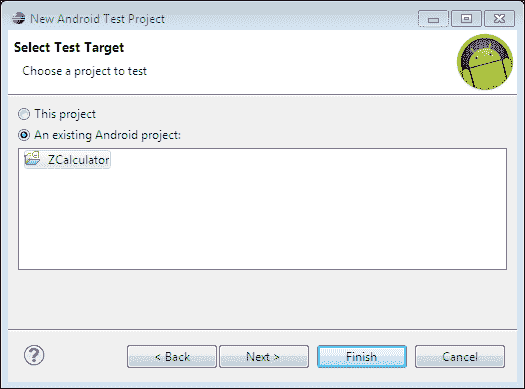 New Android Test Project
Select Test Target
Choose a project to test
This project
An existing Android project:
ZCalculator
?
< Back
Next >
Finish
Cancel